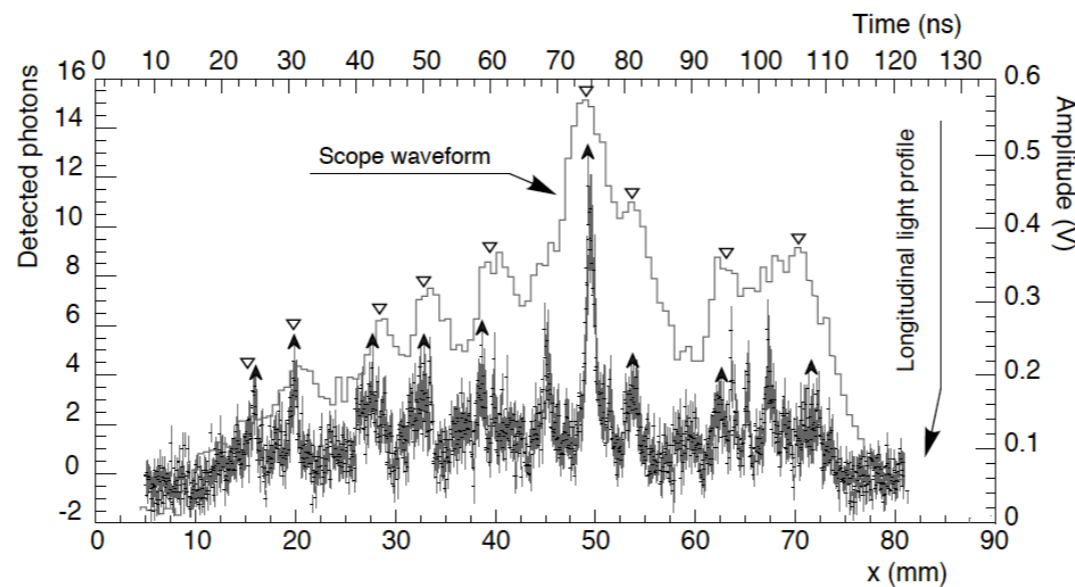 Time (ns)
0 10 20 30 40 50 60 70 80 90 100 110 120 130
16 14 12 10 8 6 4 2 0 -2
Detected photons
Scope waveform
Longitudinal light profile
0.6 0.5 0.4 0.3 0.2 0.1 0
Amplitude (V)
0 10 20 30 40 50 60 70 80 90
x (mm)